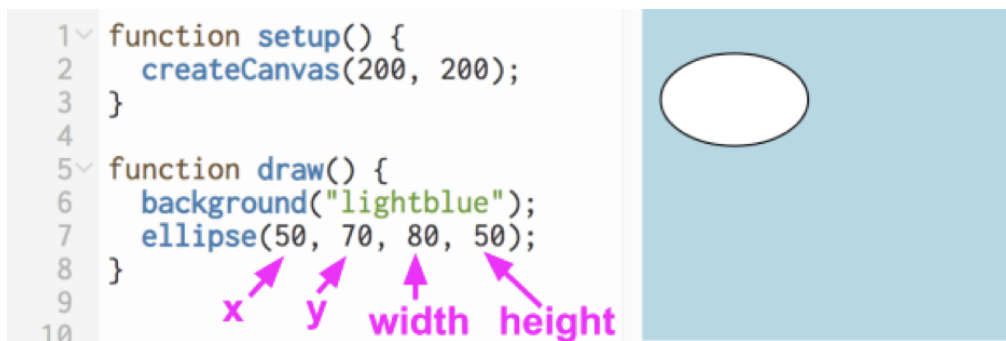 1 function setup() {
2 createCanvas(200, 200);
3 }
4
5 function draw() {
6 background("lightblue");
7 ellipse(50, 70, 80, 50);
8 }
9 x y width height
10